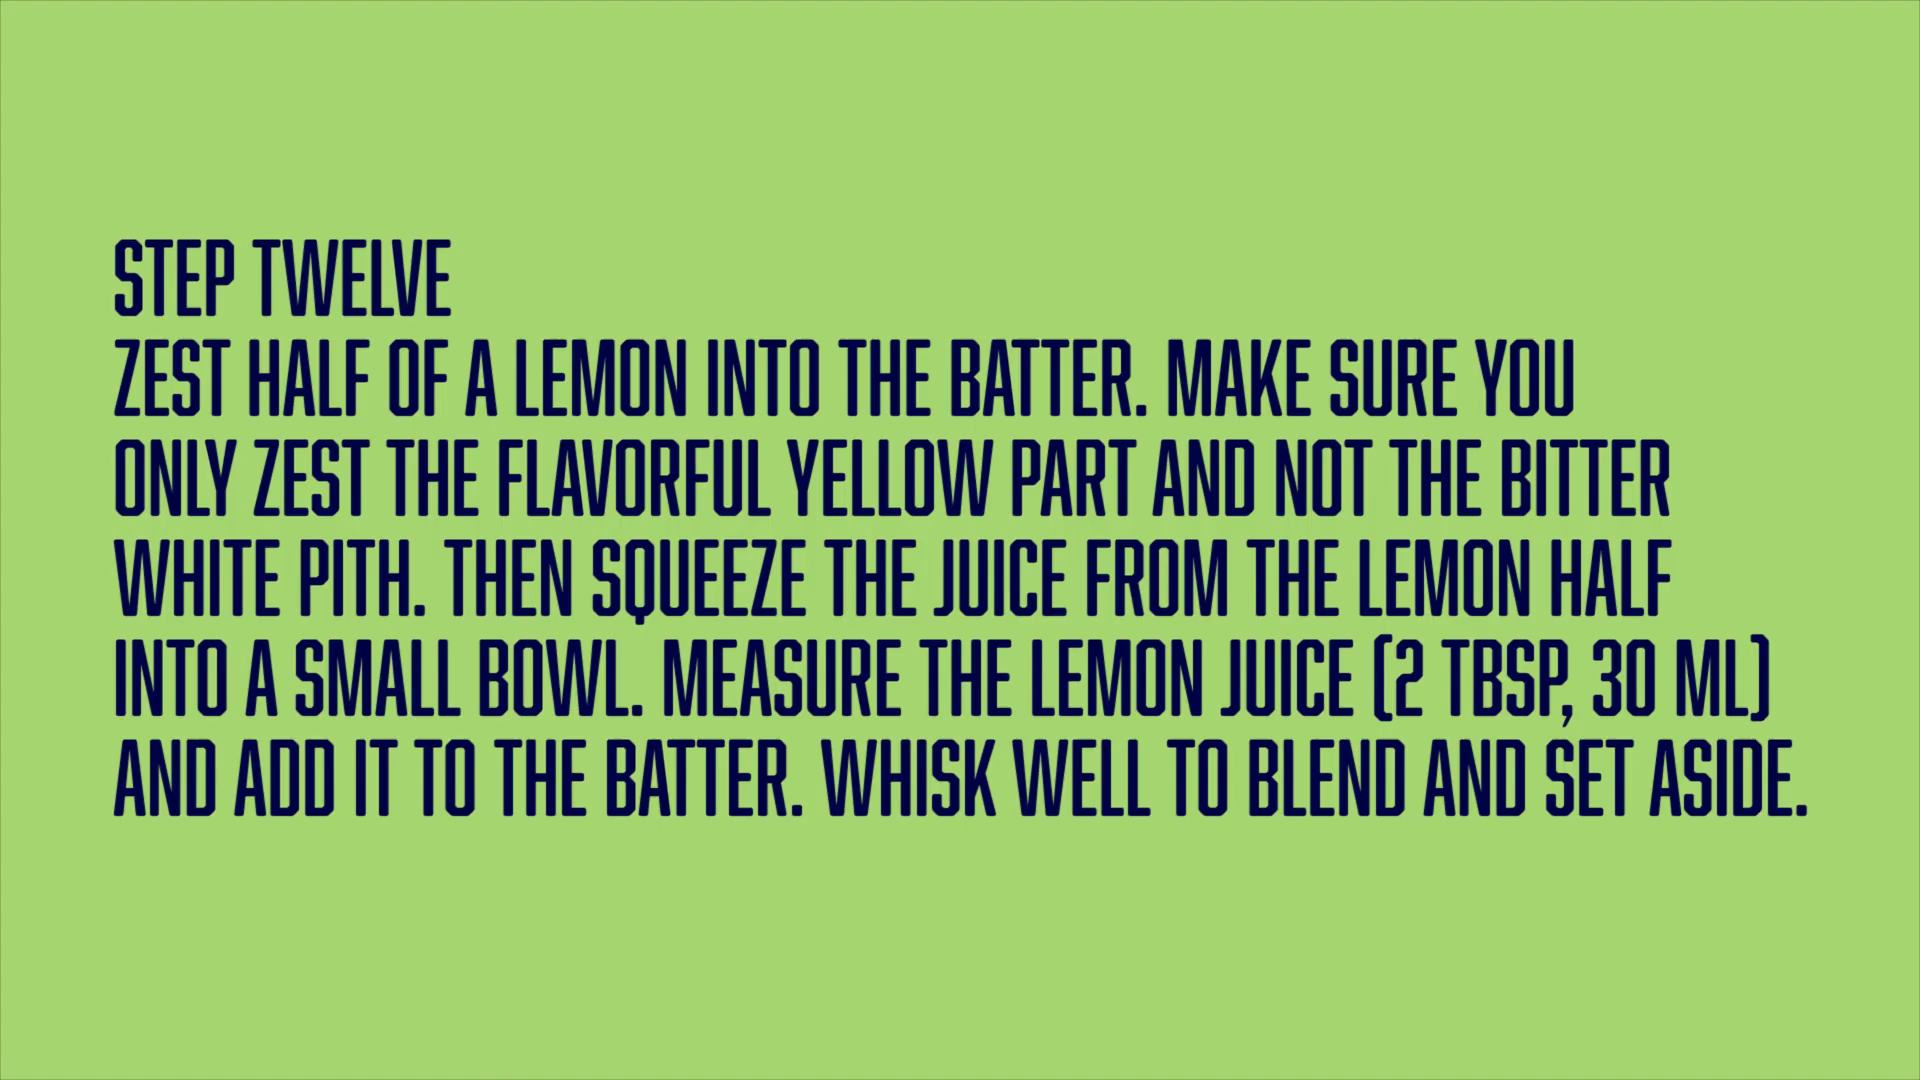 STEP TWELVE
ZEST HALF OF A LEMON INTO THE BATTER. MAKE SURE YOU
ONLY ZEST THE FLAVORFUL YELLOW PART AND NOT THE BITTER
WHITE PITH. THEN SQUEEZE THE JUICE FROM THE LEMON HALF
INTO A SMALL BOWL. MEASURE THE LEMON JUICE (2 TBSP, 30 ML)
AND ADD IT TO THE BATTER. WHISK WELL TO BLEND AND SET ASIDE.